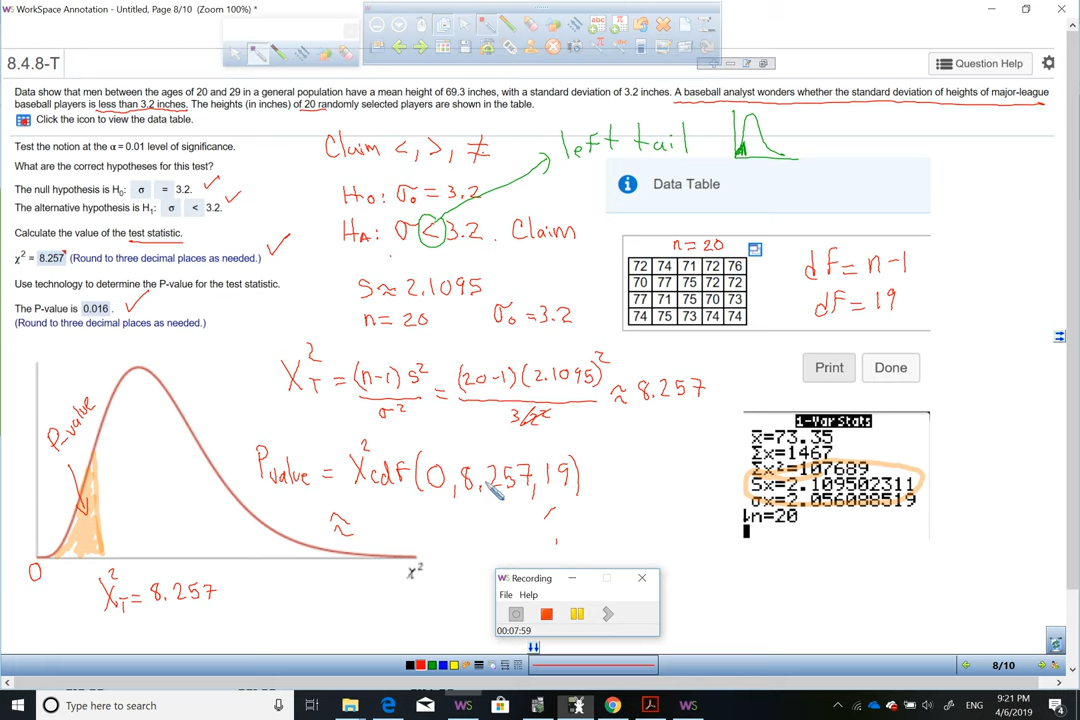 WorkSpace Annotation - Untitled, Page 8/10 (Zoom 100%) *
8.4.8-T
Question Help
Data show that men between the ages of 20 and 29 in a general population have a mean height of 69.3 inches, with a standard deviation of 3.2 inches. A baseball analyst wonders whether the standard deviation of heights of major-league
baseball players is less than 3.2 inches. The heights (in inches) of 20 randomly selected players are shown in the table.
Click the icon to view the data table.
Test the notion at the α = 0.01 level of significance.
What are the correct hypotheses for this test?
The null hypothesis is H₀: σ = 3.2.
The alternative hypothesis is H₁: σ < 3.2.
Calculate the value of the test statistic.
χ² = 8.257 (Round to three decimal places as needed.)
Use technology to determine the P-value for the test statistic.
The P-value is 0.016 .
(Round to three decimal places as needed.)
Claim <, >, ≠
left tail
H₀: σ₀ = 3.2
Hᴀ: σ < 3.2. Claim
S ≈ 2.1095
n = 20 σ₀ = 3.2
X²_T = (n-1) S² / σ² = (20-1)(2.1095)² / 3.2² ≈ 8.257
Pvalue = X²cdf(0, 8.257, 19)
≈
P-value
0
X²_T = 8.257
χ²
Data Table
n = 20
72 74 71 72 76
70 77 75 72 72
77 71 75 70 73
74 75 73 74 74
df = n-1
df = 19
Print Done
1-Var Stats
x̄=73.35
Σx=1467
Σx²=107689
Sx=2.109502311
σx=2.056088519
↓n=20
Recording
File Help
00:07:59
8/10
Type here to search
ENG
9:21 PM
4/6/2019